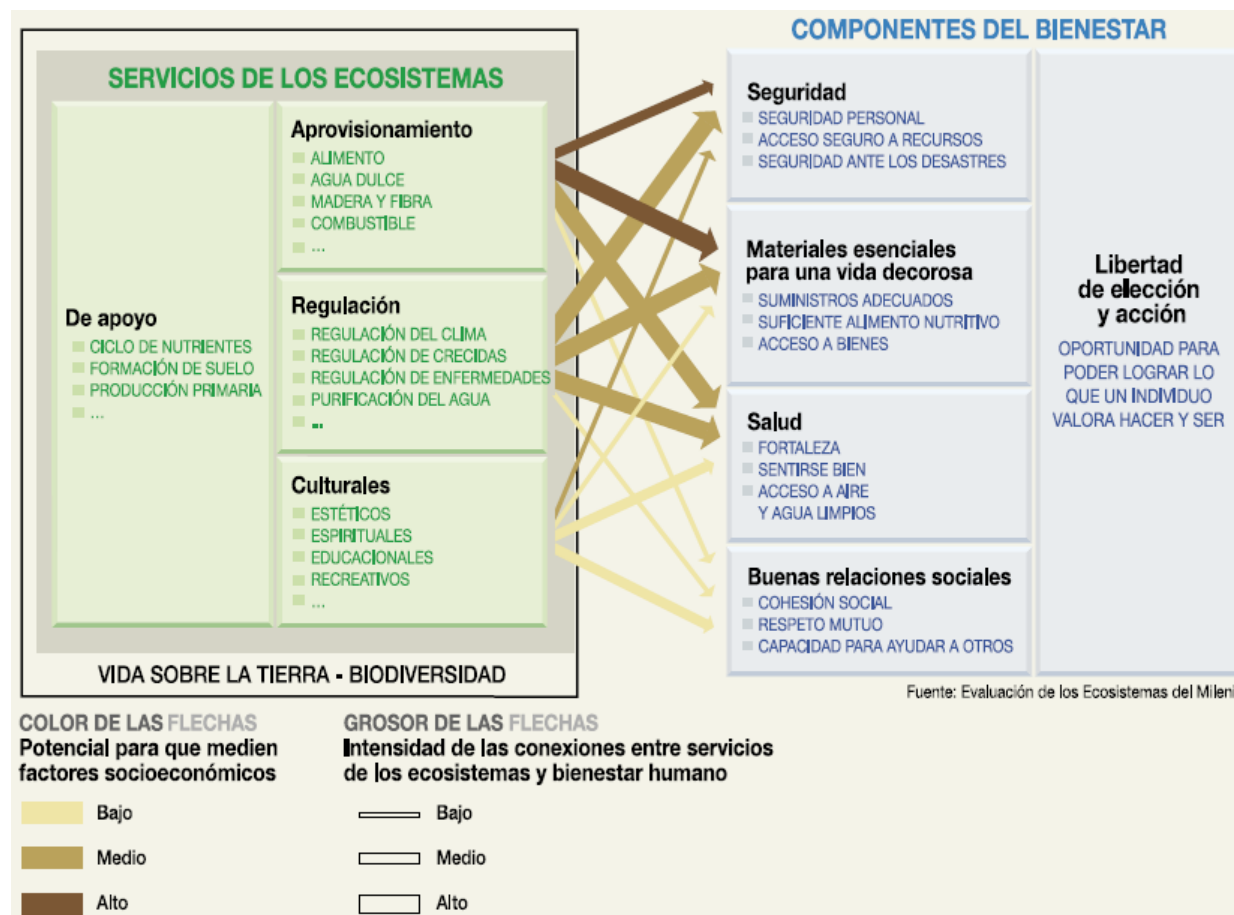 SERVICIOS DE LOS ECOSISTEMAS
De apoyo
CICLO DE NUTRIENTES
FORMACIÓN DE SUELO
PRODUCCIÓN PRIMARIA
...
Aprovisionamiento
ALIMENTO
AGUA DULCE
MADERA Y FIBRA
COMBUSTIBLE
...
Regulación
REGULACIÓN DEL CLIMA
REGULACIÓN DE CRECIDAS
REGULACIÓN DE ENFERMEDADES
PURIFICACIÓN DEL AGUA
...
Culturales
ESTÉTICOS
ESPIRITUALES
EDUCACIONALES
RECREATIVOS
...
VIDA SOBRE LA TIERRA - BIODIVERSIDAD
COMPONENTES DEL BIENESTAR
Seguridad
SEGURIDAD PERSONAL
ACCESO SEGURO A RECURSOS
SEGURIDAD ANTE LOS DESASTRES
Materiales esenciales
para una vida decorosa
SUMINISTROS ADECUADOS
SUFICIENTE ALIMENTO NUTRITIVO
ACCESO A BIENES
Salud
FORTALEZA
SENTIRSE BIEN
ACCESO A AIRE
Y AGUA LIMPIOS
Buenas relaciones sociales
COHESIÓN SOCIAL
RESPETO MUTUO
CAPACIDAD PARA AYUDAR A OTROS
Libertad
de elección
y acción
OPORTUNIDAD PARA
PODER LOGRAR LO
QUE UN INDIVIDUO
VALORA HACER Y SER
Fuente: Evaluación de los Ecosistemas del Mileni
COLOR DE LAS FLECHAS
Potencial para que medien
factores socioeconómicos
Bajo
Medio
Alto
GROSOR DE LAS FLECHAS
Intensidad de las conexiones entre servicios
de los ecosistemas y bienestar humano
Bajo
Medio
Alto